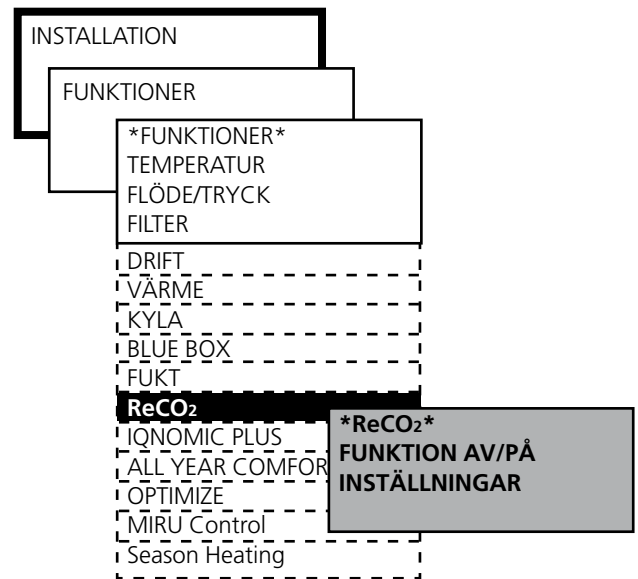 INSTALLATION
FUNKTIONER
*FUNKTIONER*
TEMPERATUR
FLÖDE/TRYCK
FILTER
DRIFT
VÄRME
KYLA
BLUE BOX
FUKT
ReCO₂
IQNOMIC PLUS
ALL YEAR COMFOR
OPTIMIZE
MIRU Control
Season Heating
*ReCO₂*
FUNKTION AV/PÅ
INSTÄLLNINGAR